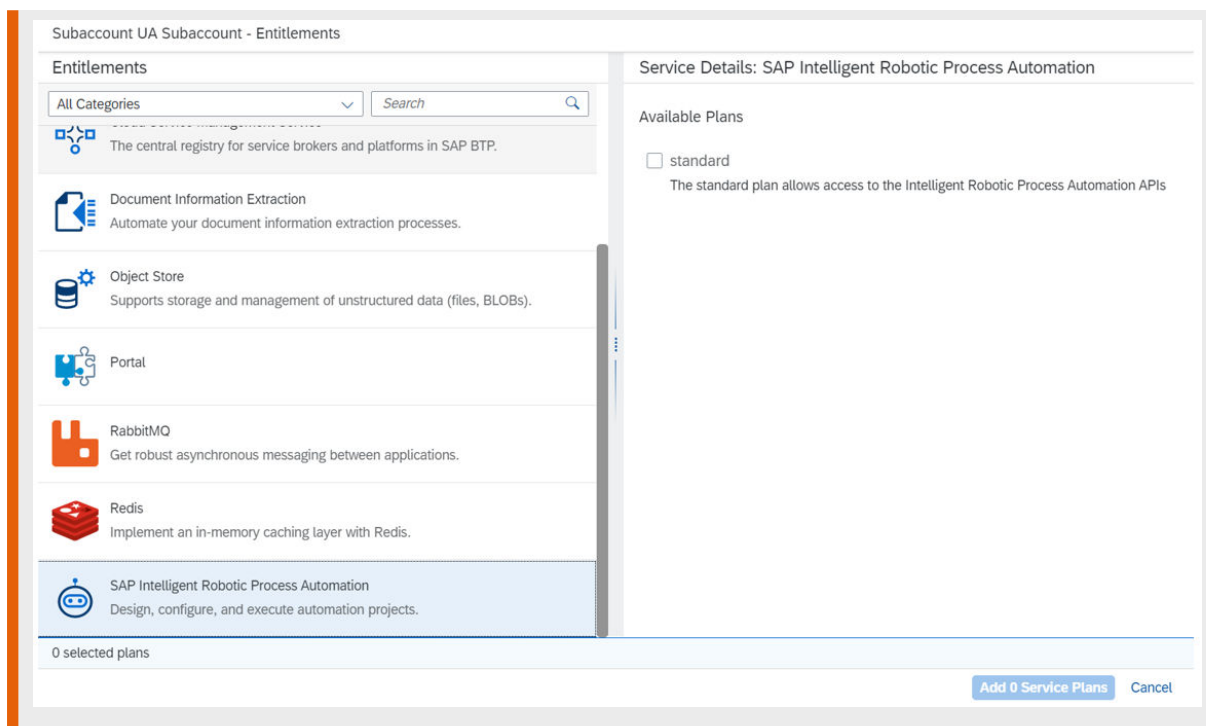 Subaccount UA Subaccount - Entitlements
Entitlements
All Categories
Search
The central registry for service brokers and platforms in SAP BTP.
Document Information Extraction
Automate your document information extraction processes.
Object Store
Supports storage and management of unstructured data (files, BLOBs).
Portal
RabbitMQ
Get robust asynchronous messaging between applications.
Redis
Implement an in-memory caching layer with Redis.
SAP Intelligent Robotic Process Automation
Design, configure, and execute automation projects.
Service Details: SAP Intelligent Robotic Process Automation
Available Plans
standard
The standard plan allows access to the Intelligent Robotic Process Automation APIs
0 selected plans
Add 0 Service Plans
Cancel